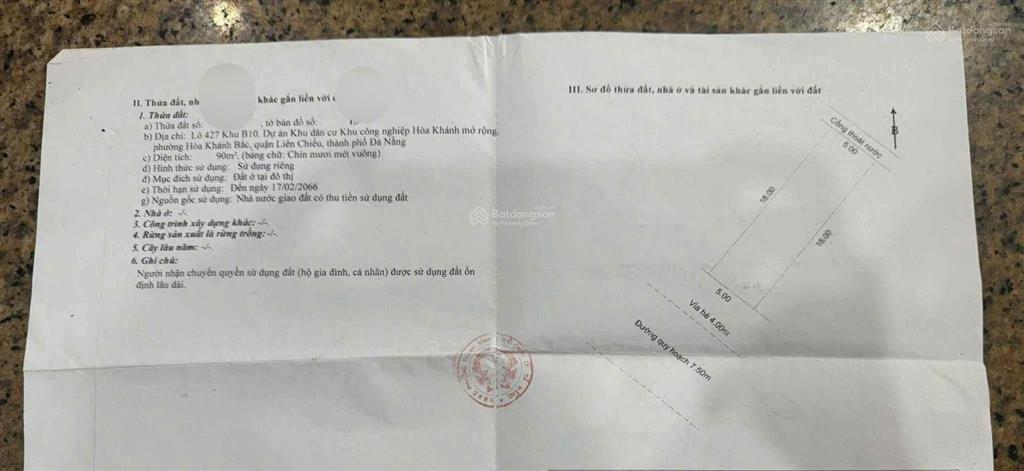 II. Thửa đất, nh khác gắn liền với
1. Thửa đất:
a) Thửa đất số: , tờ bản đồ số:
b) Địa chỉ: Lô 427 Khu B10, Dự án Khu dân cư Khu công nghiệp Hòa Khánh mở rộng,
phường Hòa Khánh Bắc, quận Liên Chiểu, thành phố Đà Nẵng
c) Diện tích: 90m², (bằng chữ: Chín mươi mét vuông)
d) Hình thức sử dụng: Sử dụng riêng
đ) Mục đích sử dụng: Đất ở tại đô thị
e) Thời hạn sử dụng: Đến ngày 17/02/2066
g) Nguồn gốc sử dụng: Nhà nước giao đất có thu tiền sử dụng đất
2. Nhà ở: -/-
3. Công trình xây dựng khác: -/-
4. Rừng sản xuất là rừng trồng:-/-
5. Cây lâu năm: -/-
6. Ghi chú:
Người nhận chuyển quyền sử dụng đất (hộ gia đình, cá nhân) được sử dụng đất ổn
định lâu dài.
III. Sơ đồ thửa đất, nhà ở và tài sản khác gắn liền với đất
B
Cống thoát nước
5.00
18.00
18.00
5.00
Vỉa hè 4.00m
Đường quy hoạch 7.50m
Batdongsan
by PropertyGuru
Batdongsan
by PropertyGuru